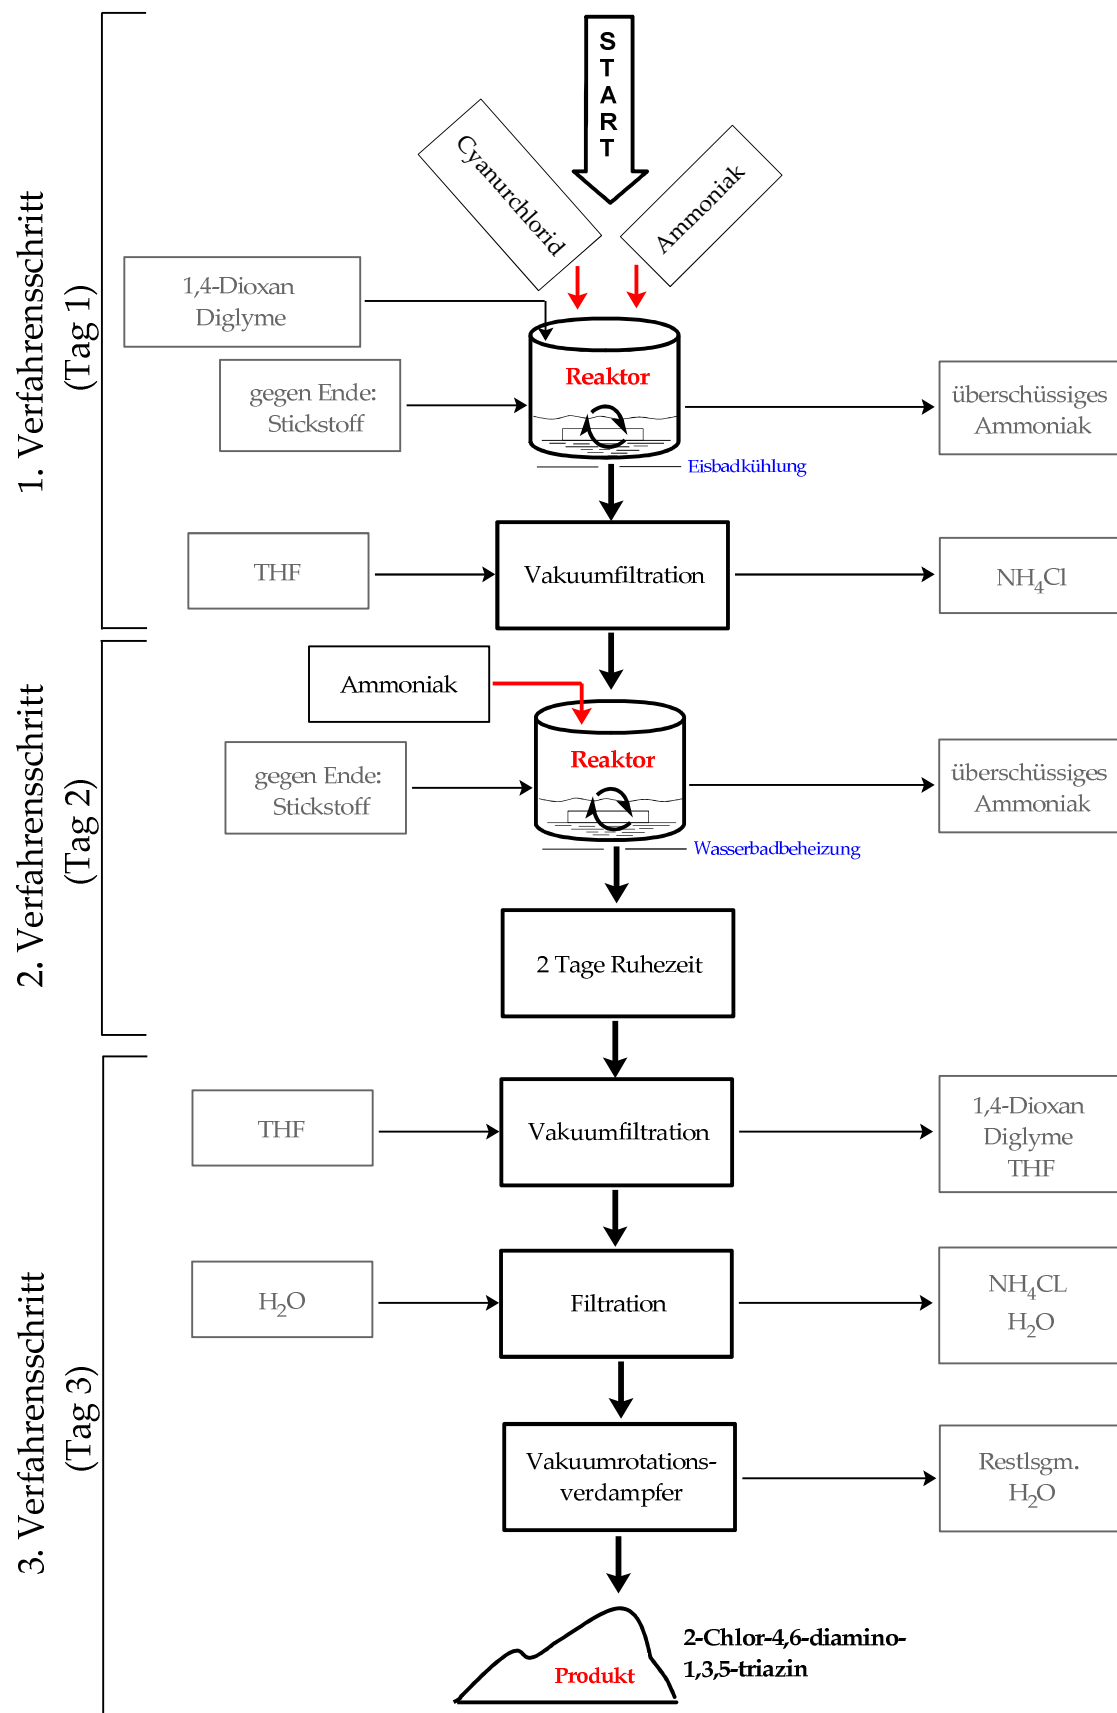 START
Cyanurchlorid
Ammoniak
1. Verfahrensschritt
(Tag 1)
1,4-Dioxan
Diglyme
Reaktor
gegen Ende:
Stickstoff
überschüssiges
Ammoniak
Eisbadkühlung
THF
Vakuumfiltration
NH₄Cl
2. Verfahrensschritt
(Tag 2)
Ammoniak
Reaktor
gegen Ende:
Stickstoff
überschüssiges
Ammoniak
Wasserbadbeheizung
2 Tage Ruhezeit
3. Verfahrensschritt
(Tag 3)
THF
Vakuumfiltration
1,4-Dioxan
Diglyme
THF
H₂O
Filtration
NH₄CL
H₂O
Vakuumrotations-
verdampfer
Restlsgm.
H₂O
Produkt
2-Chlor-4,6-diamino-
1,3,5-triazin